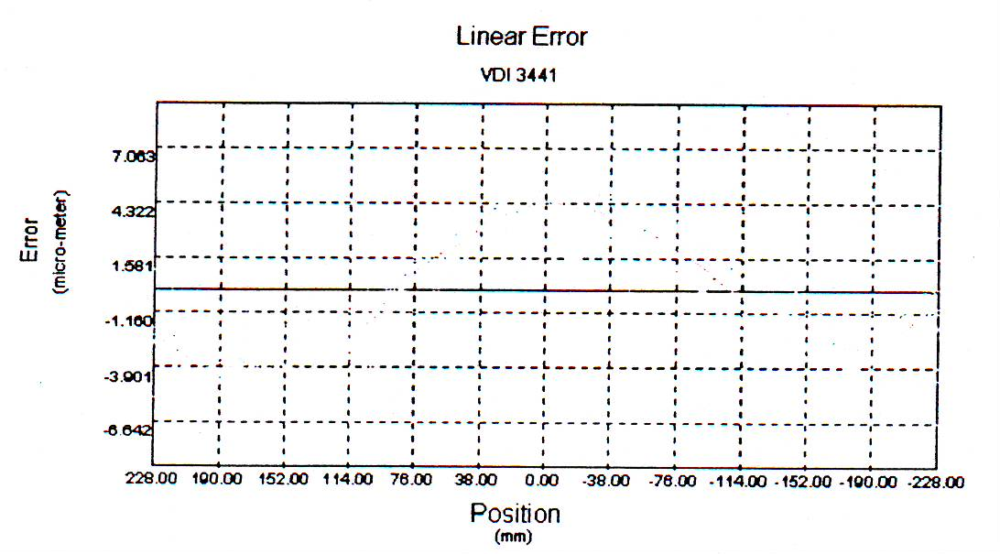 Linear Error
VDI 3441
7.063
4.322
1.581
-1.160
-3.901
-6.642
Error
(micro-meter)
228.00 190.00 152.00 114.00 76.00 38.00 0.00 -38.00 -76.00 -114.00 -152.00 -190.00 -228.00
Position
(mm)